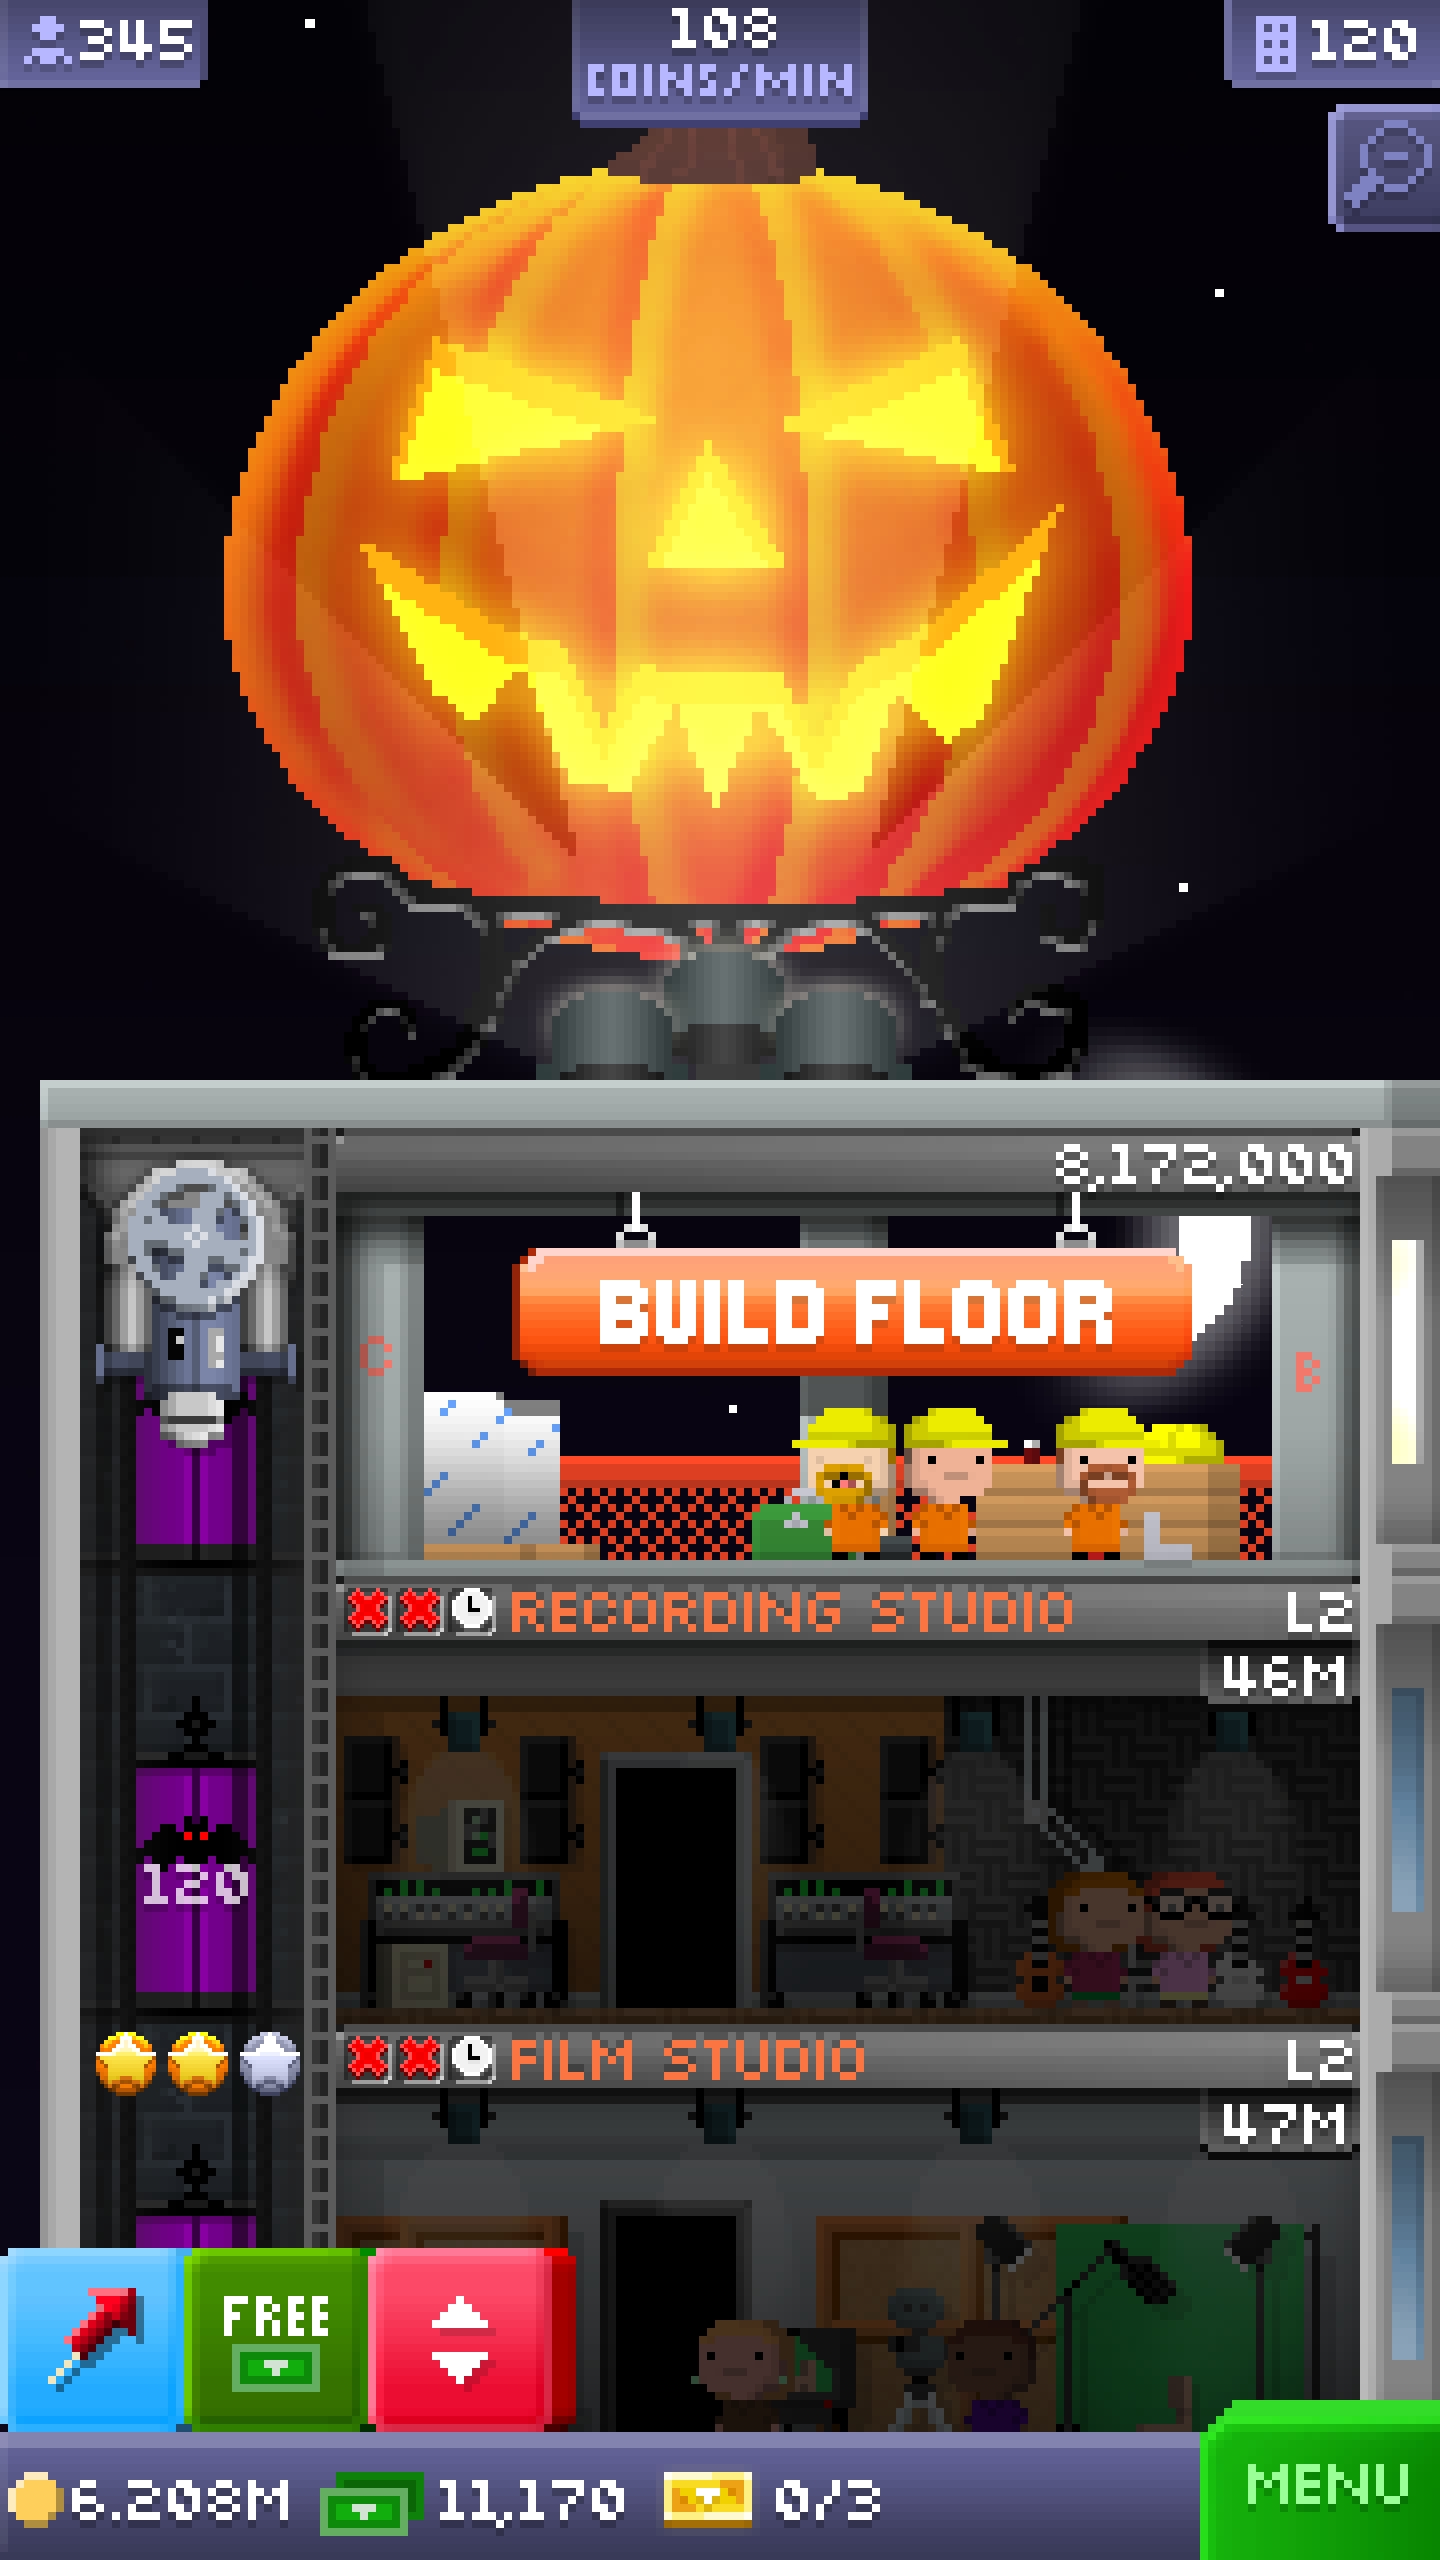 345
108
COINS/MIN
120
8,172,000
BUILD FLOOR
C
B
RECORDING STUDIO L2
46M
120
FILM STUDIO L2
47M
FREE
6.208M 11,170 0/3
MENU